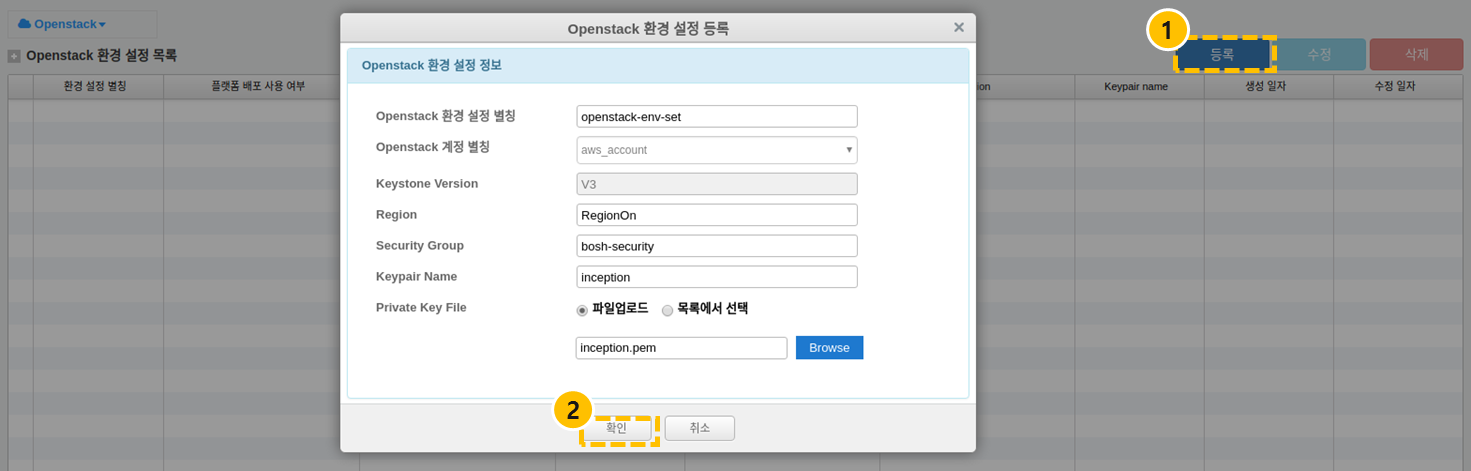 Openstack
Openstack 환경 설정 목록
등록 수정 삭제
환경 설정 별칭 플랫폼 배포 사용 여부 Keypair name 생성 일자 수정 일자
Openstack 환경 설정 등록
Openstack 환경 설정 정보
Openstack 환경 설정 별칭 openstack-env-set
Openstack 계정 별칭 aws_account
Keystone Version V3
Region RegionOn
Security Group bosh-security
Keypair Name inception
Private Key File 파일업로드 목록에서 선택
inception.pem Browse
확인 취소
1
2